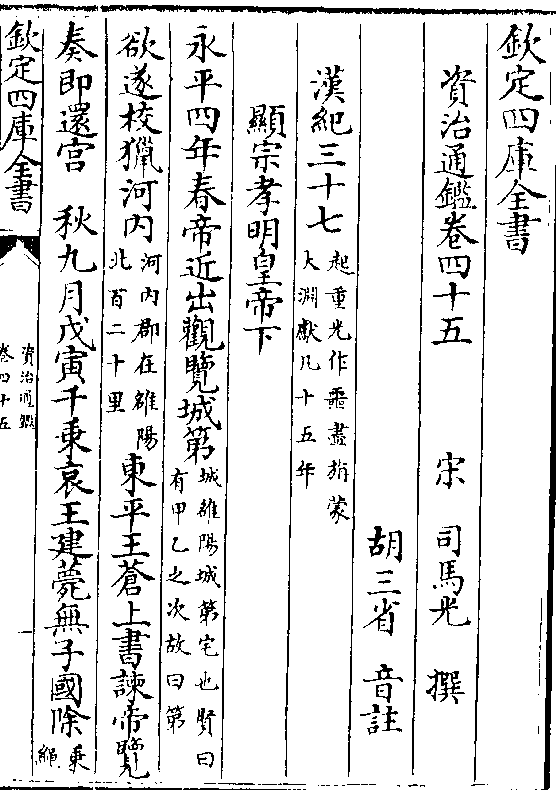 欽定四庫全書
資治通鑑卷四十五
宋 司馬光 撰
胡三省 音註
漢紀三十七起重光作噩盡旃蒙
大淵獻凡十五年
顯宗孝明皇帝下
永平四年春帝近出觀覽城第城雒陽城第宅也賢曰
有甲乙之次故曰第
欲遂校獵河内河内郡在雒陽
北百二十里東平王蒼上書諫帝覽
奏即還宫 秋九月戊寅千乘哀王建薨無子國除乘
繩
欽定四庫全書
資治通鑑
卷四十五